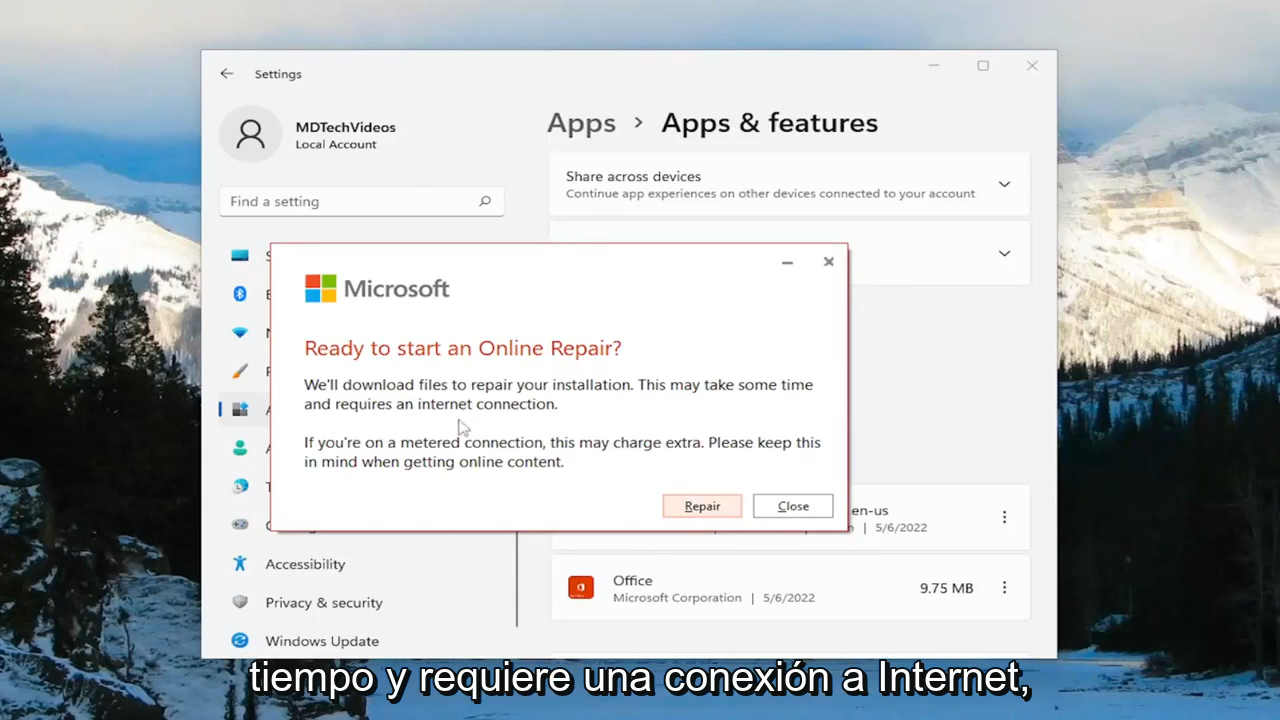 Settings
MDTechVideos
Local Account
Find a setting
Apps > Apps & features
Share across devices
Continue app experiences on other devices connected to your account
Microsoft
Ready to start an Online Repair?
We'll download files to repair your installation. This may take some time
and requires an internet connection.
If you're on a metered connection, this may charge extra. Please keep this
in mind when getting online content.
Repair
Close
en-us
| 5/6/2022
Office
Microsoft Corporation | 5/6/2022
9.75 MB
Accessibility
Privacy & security
Windows Update
tiempo y requiere una conexión a Internet,